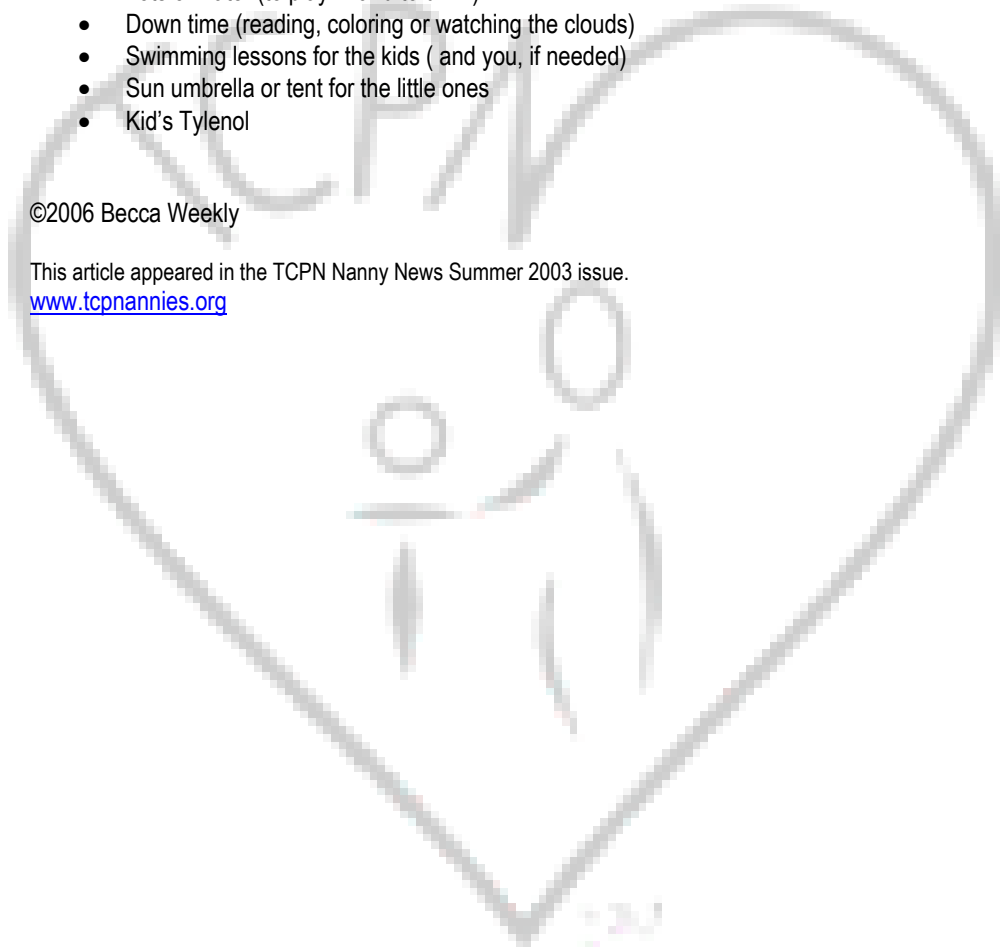 • Down time (reading, coloring or watching the clouds)
• Swimming lessons for the kids ( and you, if needed)
• Sun umbrella or tent for the little ones
• Kid's Tylenol
©2006 Becca Weekly
This article appeared in the TCPN Nanny News Summer 2003 issue.
www.tcpnannies.org
TCPN